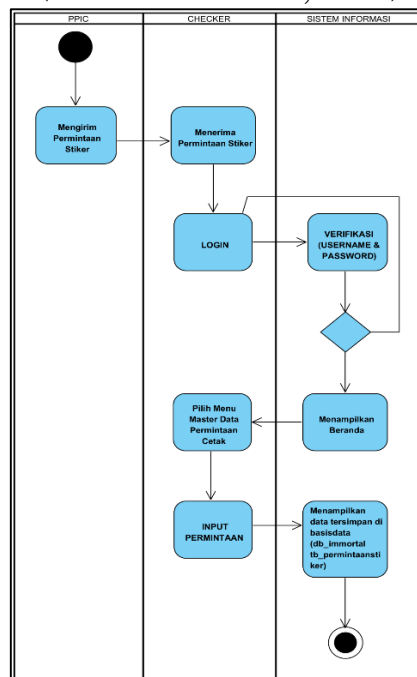 PPIC
CHECKER
SISTEM INFORMASI
Mengirim
Permintaan
Stiker
Menerima
Permintaan Stiker
LOGIN
VERIFIKASI
(USERNAME &
PASSWORD)
Pilih Menu
Master Data
Permintaan
Cetak
Menampilkan
Beranda
INPUT
PERMINTAAN
Menampilkan
data tersimpan di
basisdata
(db_immortal
tb_permintaansti
ker)